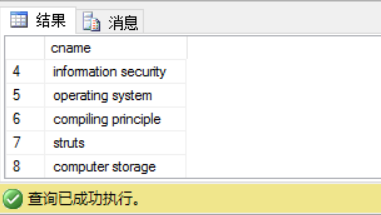 结果 消息
cname
4 information security
5 operating system
6 compiling principle
7 struts
8 computer storage
查询已成功执行。